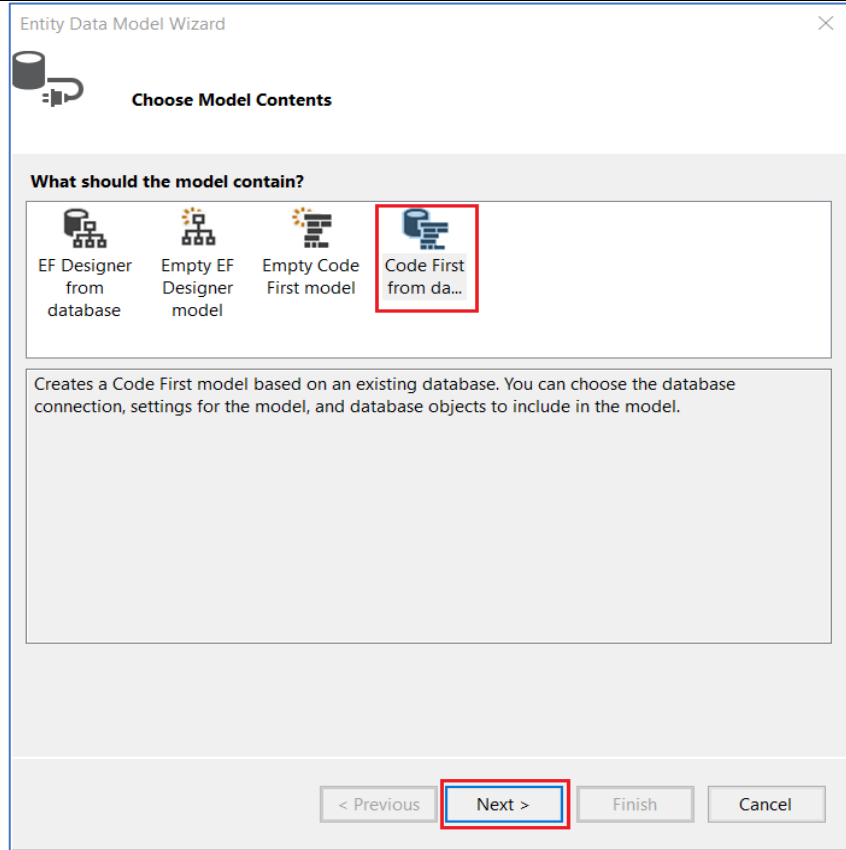 Entity Data Model Wizard
Choose Model Contents
What should the model contain?
EF Designer
from
database
Empty EF
Designer
model
Empty Code
First model
Code First
from da...
Creates a Code First model based on an existing database. You can choose the database
connection, settings for the model, and database objects to include in the model.
< Previous
Next >
Finish
Cancel